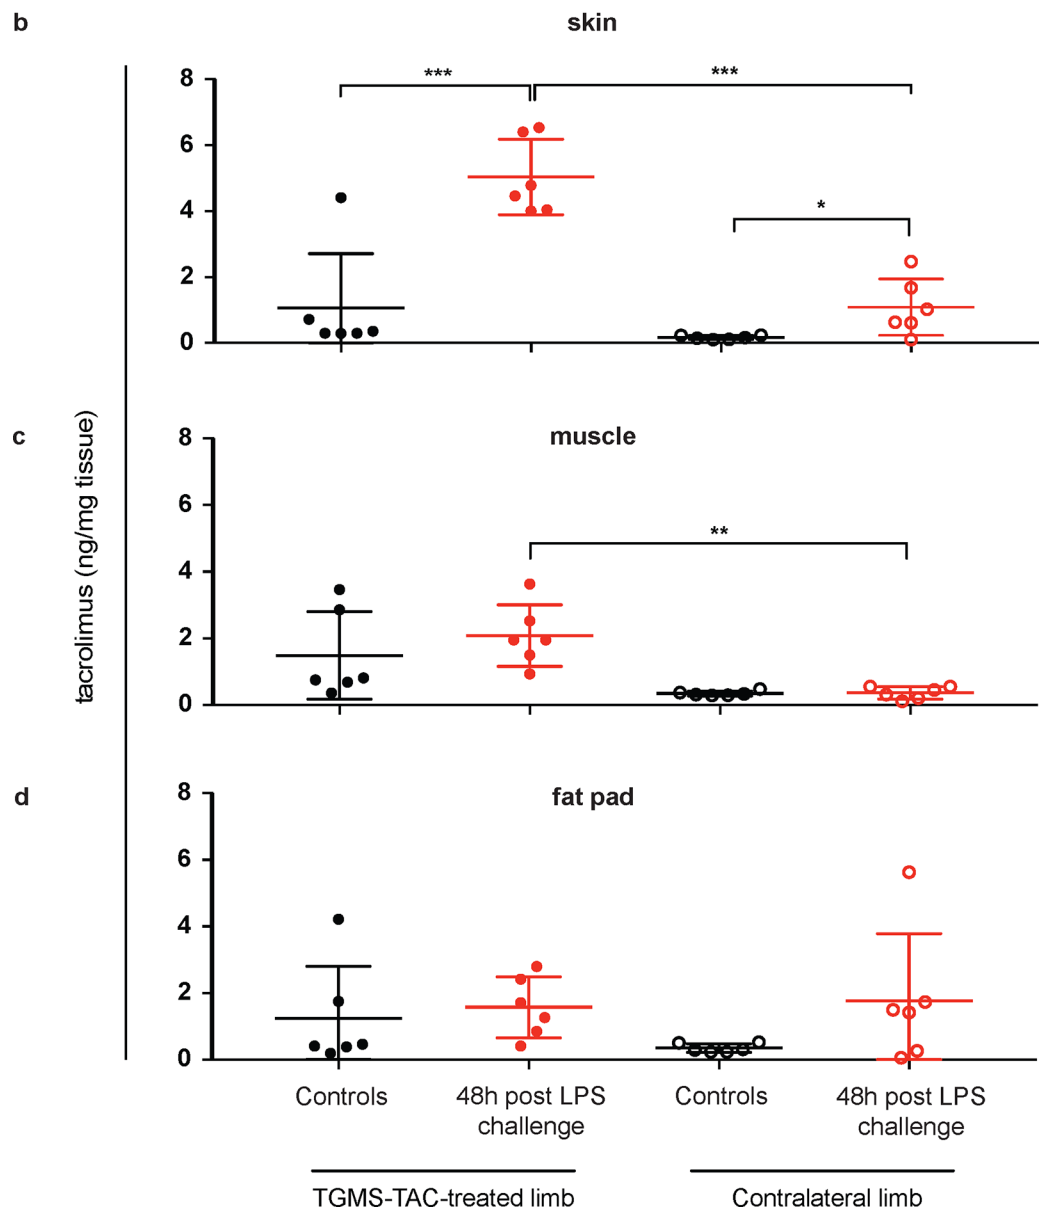 b
skin
8
***
***
6
4
*
2
0
tacrolimus (ng/mg tissue)
c
muscle
8
6
**
4
2
0
d
fat pad
8
6
4
2
0
Controls
48h post LPS
challenge
Controls
48h post LPS
challenge
TGMS-TAC-treated limb
Contralateral limb